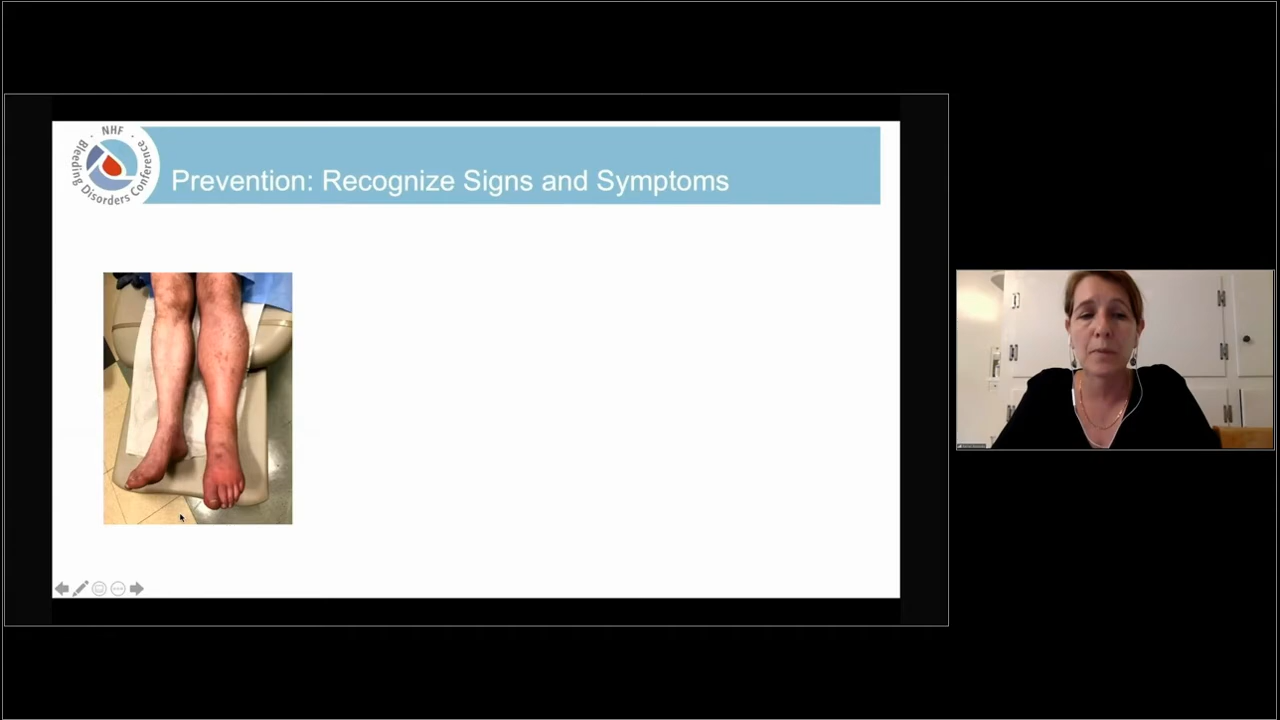 NHF
Bleeding Disorders Conference
Prevention: Recognize Signs and Symptoms